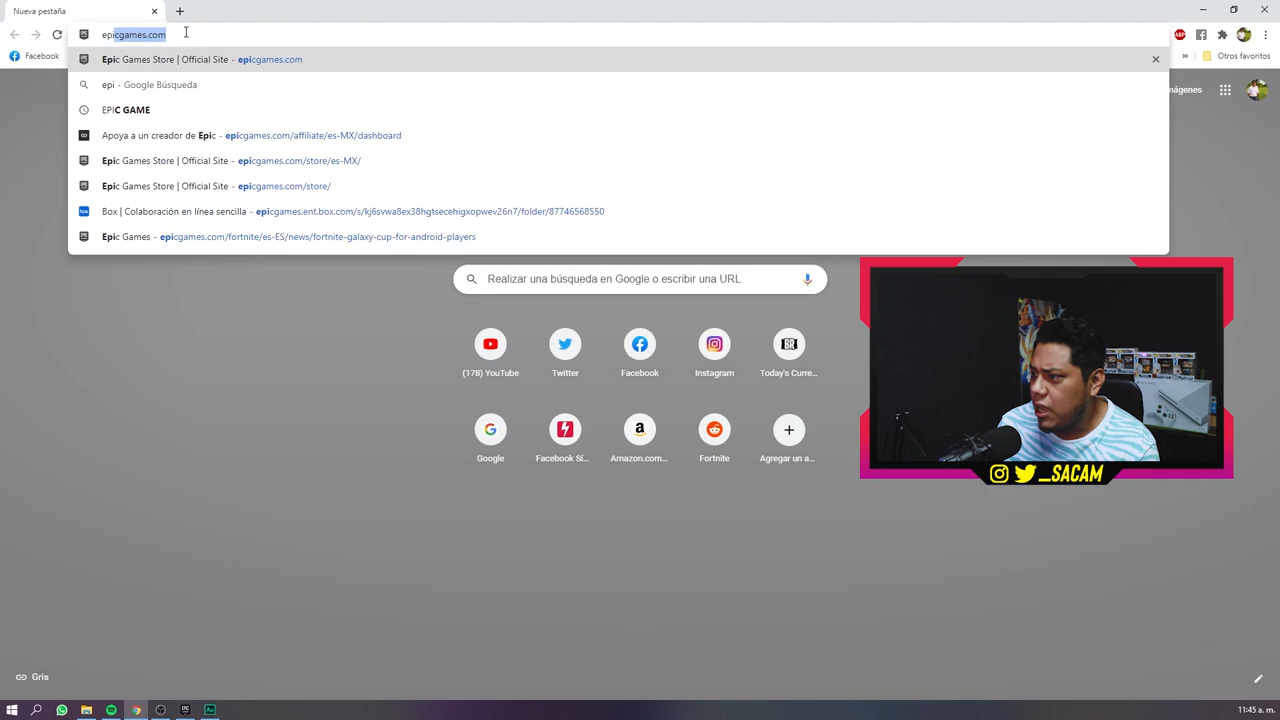 Nueva pestaña
epicgames.com
Facebook
Otros favoritos
Epic Games Store | Official Site - epicgames.com
epi - Google Búsqueda
EPIC GAME
mágenes
Apoya a un creador de Epic - epicgames.com/affiliate/es-MX/dashboard
Epic Games Store | Official Site - epicgames.com/store/es-MX/
Epic Games Store | Official Site - epicgames.com/store/
Box | Colaboración en línea sencilla - epicgames.ent.box.com/s/kj6svwa8ex38hgtsecehigxopwev26n7/folder/87746568550
Epic Games - epicgames.com/fortnite/es-ES/news/fortnite-galaxy-cup-for-android-players
Realizar una búsqueda en Google o escribir una URL
(178) YouTube
Twitter
Facebook
Instagram
Today's Curre...
Google
Facebook Sí...
Amazon.com...
Fortnite
Agregar un a...
_SACAM
Gris
11:45 a. m.